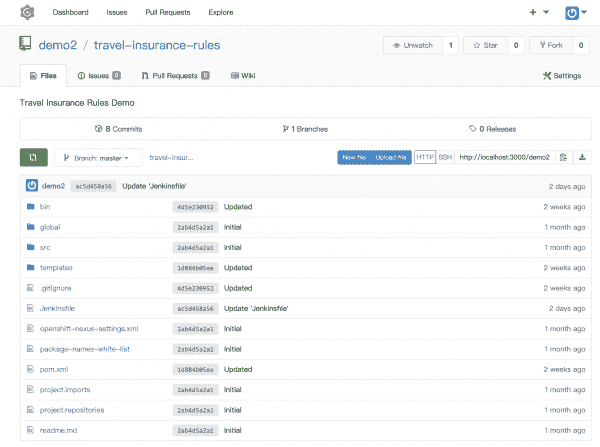 Dashboard Issues Pull Requests Explore
demo2 / travel-insurance-rules
Unwatch 1 Star 0 Fork 0
Files Issues 0 Pull Requests 0 Wiki Settings
Travel Insurance Rules Demo
8 Commits 1 Branches 0 Releases
Branch: master travel-insur... New file Upload file HTTP SSH http://localhost:3000/demo2
demo2 ac5d458a56 Update 'Jenkinsfile' 2 days ago
bin 4d5e230952 Updated 2 weeks ago
global 2ab4d5a2a1 Initial 1 month ago
src 2ab4d5a2a1 Initial 1 month ago
templates 1d884b05ee Updated 2 weeks ago
.gitignore 4d5e230952 Updated 2 weeks ago
Jenkinsfile ac5d458a56 Update 'Jenkinsfile' 2 days ago
openshift-nexus-settings.xml 2ab4d5a2a1 Initial 1 month ago
package-names-white-list 2ab4d5a2a1 Initial 1 month ago
pom.xml 1d884b05ee Updated 2 weeks ago
project.imports 2ab4d5a2a1 Initial 1 month ago
project.repositories 2ab4d5a2a1 Initial 1 month ago
readme.md 2ab4d5a2a1 Initial 1 month ago